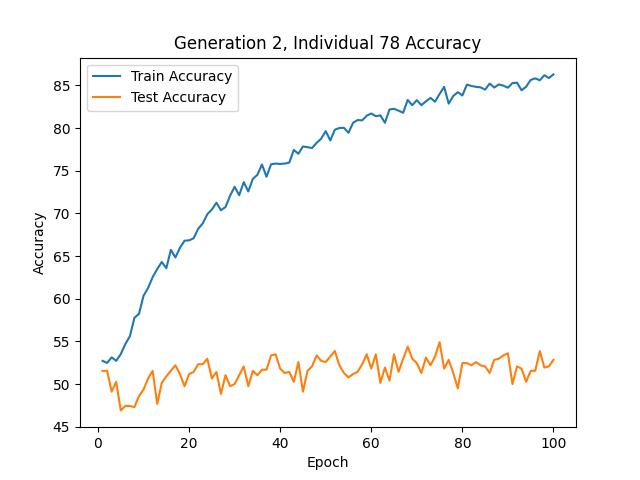 Generation 2, Individual 78 Accuracy
Train Accuracy
Test Accuracy
85
80
75
70
65
60
55
50
45
Accuracy
0 20 40 60 80 100
Epoch